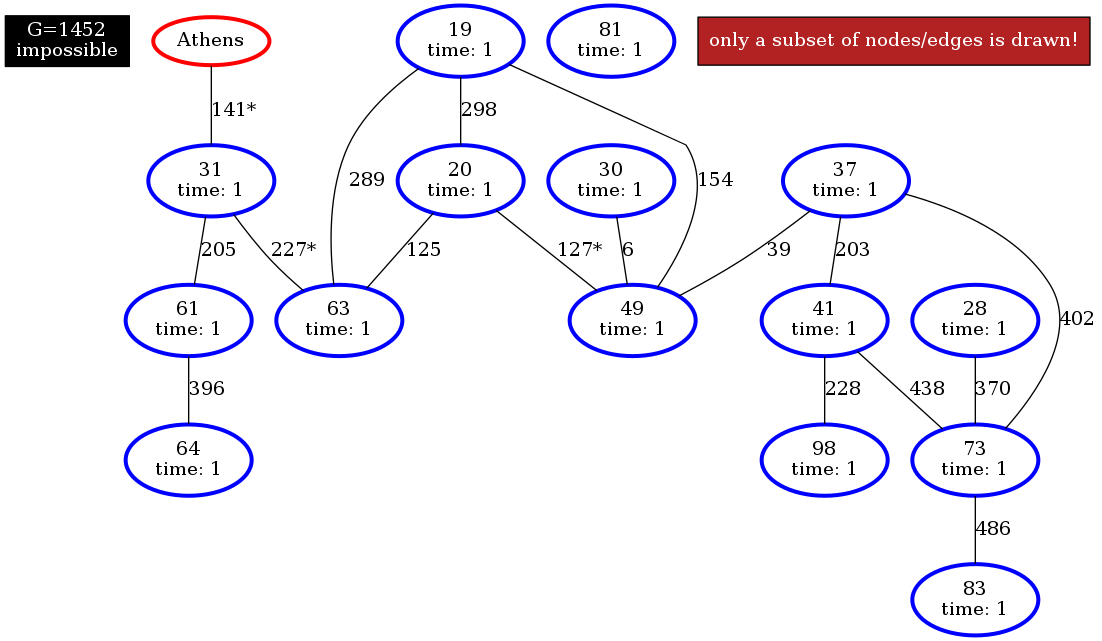 G=1452
impossible
Athens
19
time: 1
81
time: 1
only a subset of nodes/edges is drawn!
141*
298
31
time: 1
289
20
time: 1
30
time: 1
154
37
time: 1
205
227*
125
127*
6
39
203
61
time: 1
63
time: 1
49
time: 1
41
time: 1
28
time: 1
402
396
228
438
370
64
time: 1
98
time: 1
73
time: 1
486
83
time: 1